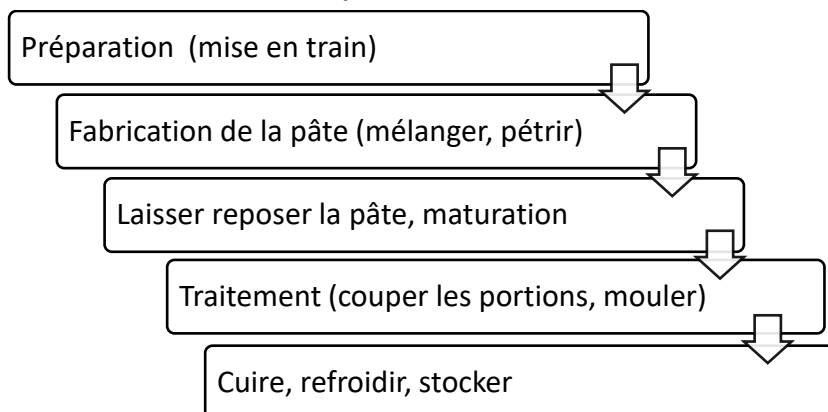 Préparation (mise en train)
Fabrication de la pâte (mélanger, pétrir)
Laisser reposer la pâte, maturation
Traitement (couper les portions, mouler)
Cuire, refroidir, stocker